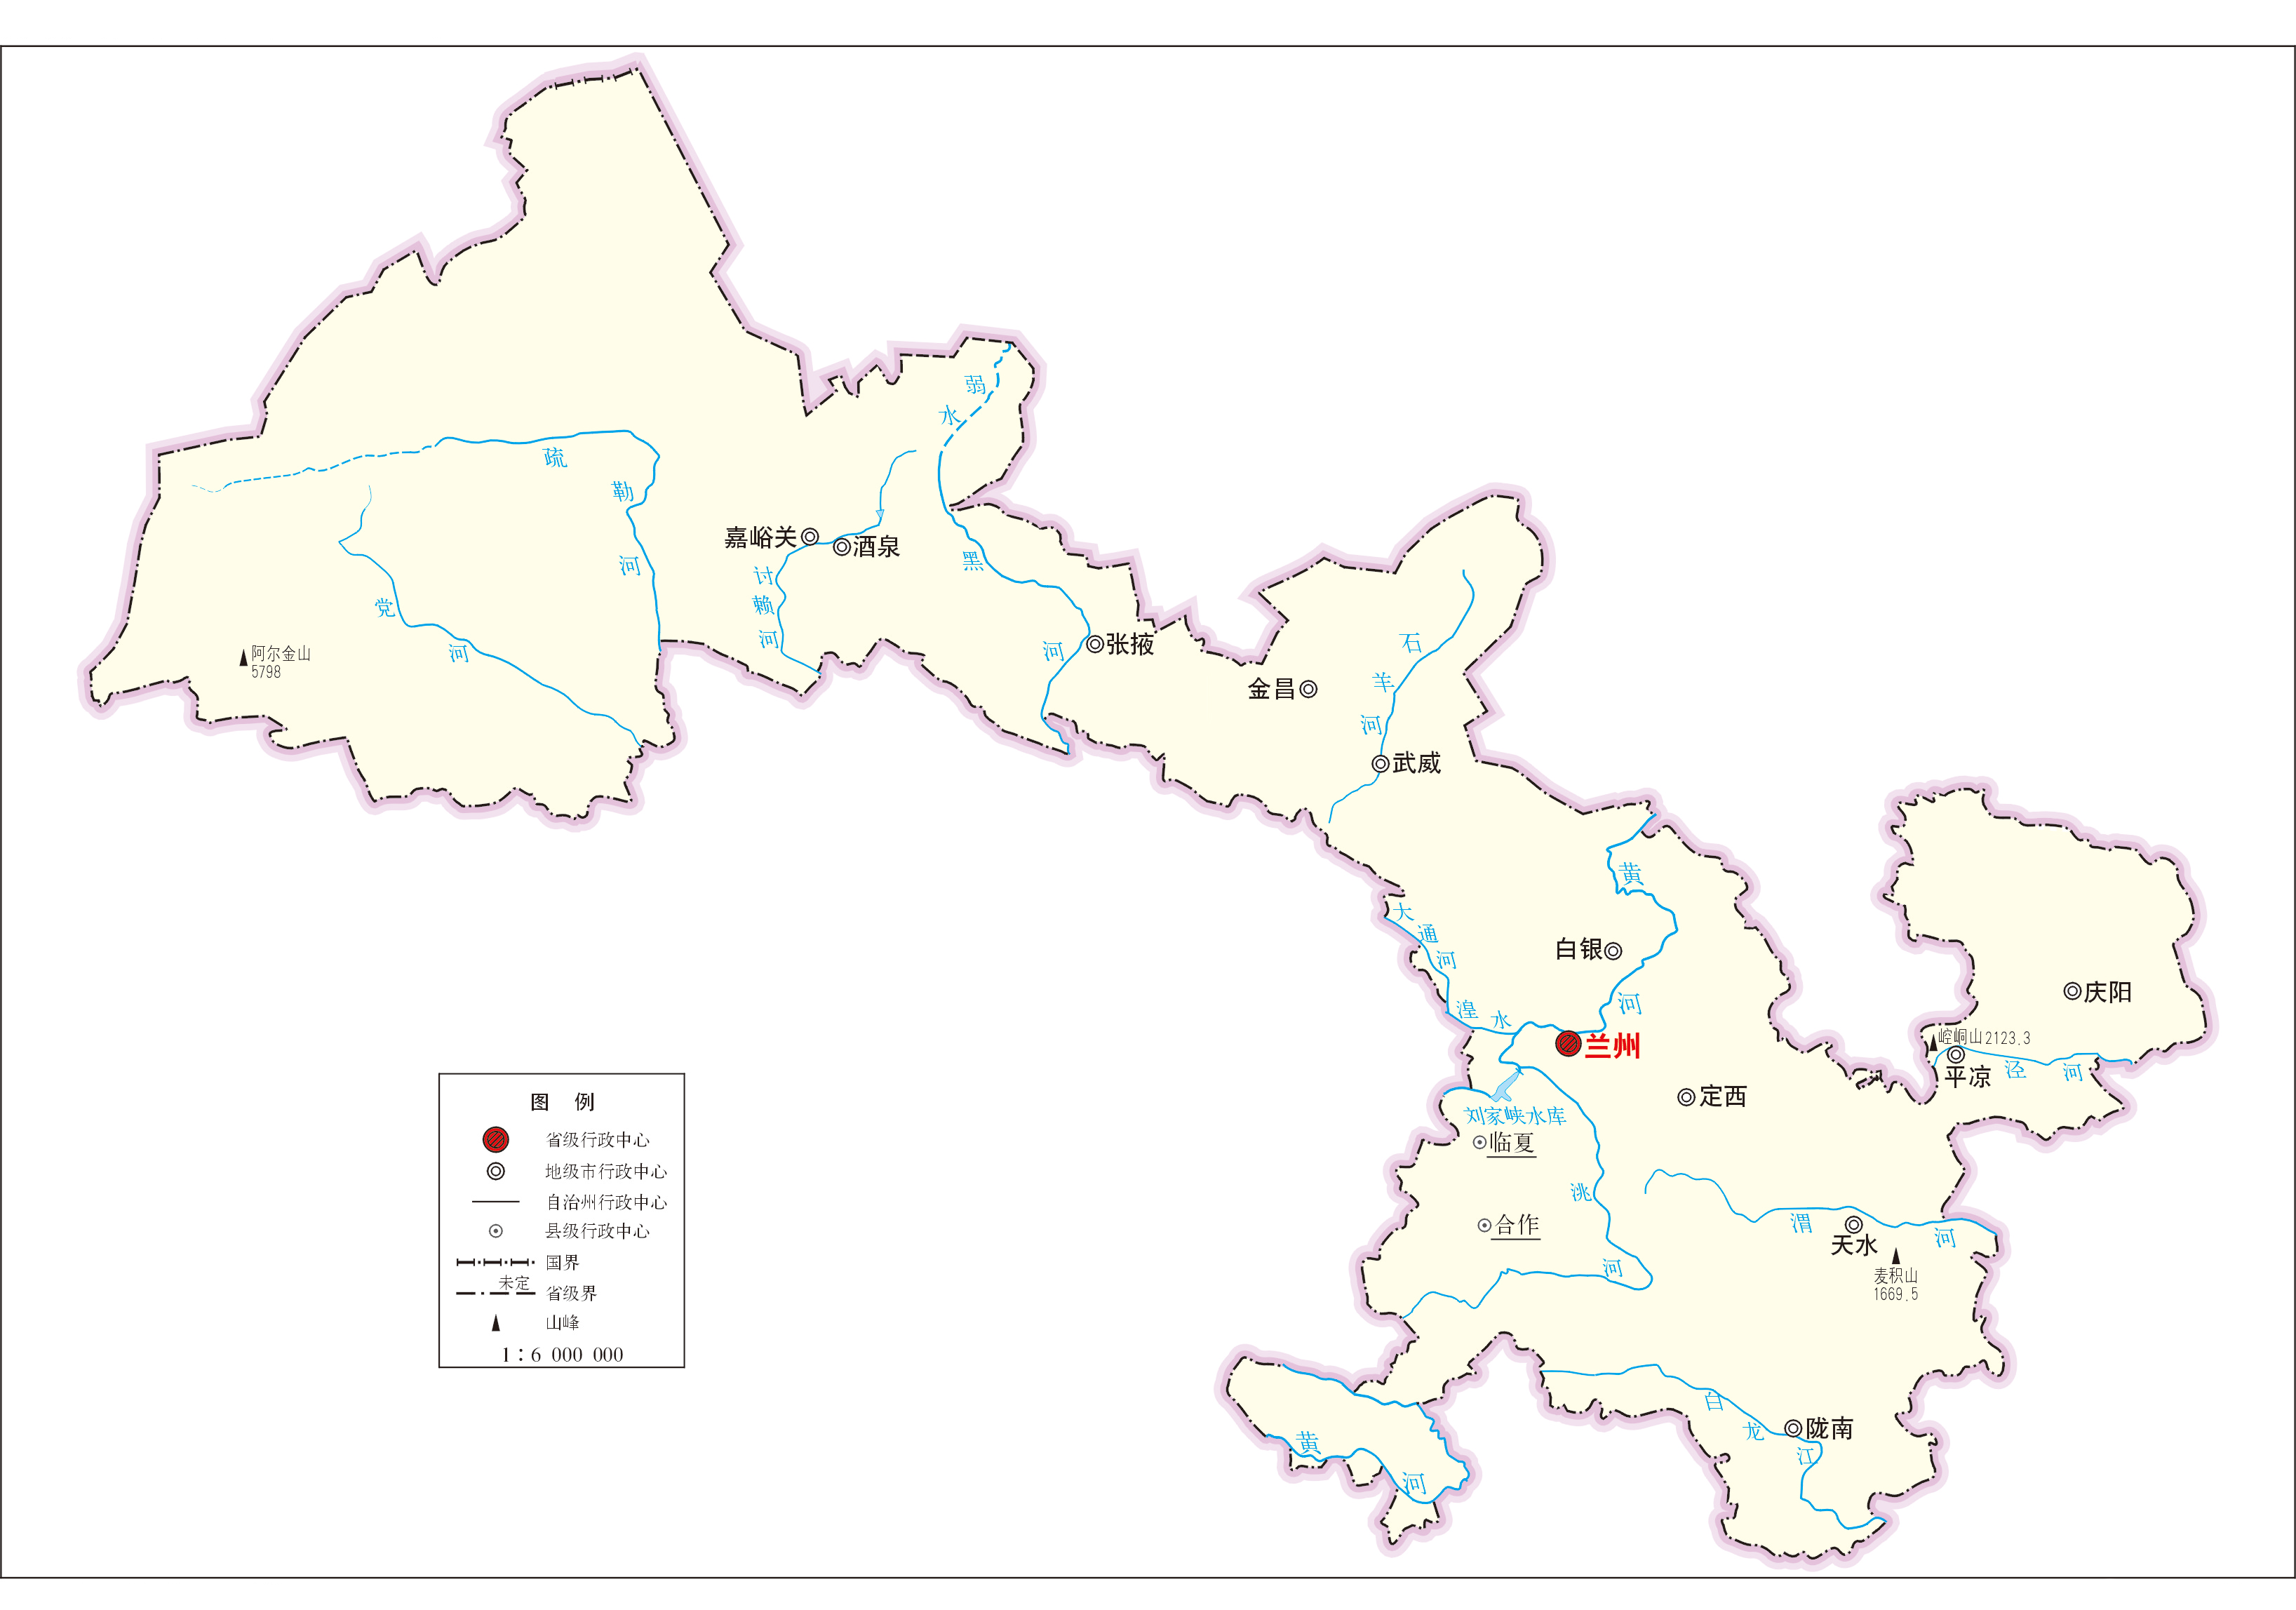 弱
水
疏
勒
河
嘉峪关
酒泉
黑
河
讨
赖
河
党
河
阿尔金山
5798
张掖
金昌
石
羊
河
武威
黄
河
大
通
河
白银
湟
水
兰州
庆阳
崆峒山2123.3
平凉
泾
河
定西
刘家峡水库
临夏
洮
河
合作
渭
河
天水
麦积山
1669.5
白
龙
江
陇南
黄
河
图 例
省级行政中心
地级市行政中心
自治州行政中心
县级行政中心
国界
未定
省级界
山峰
1：6 000 000